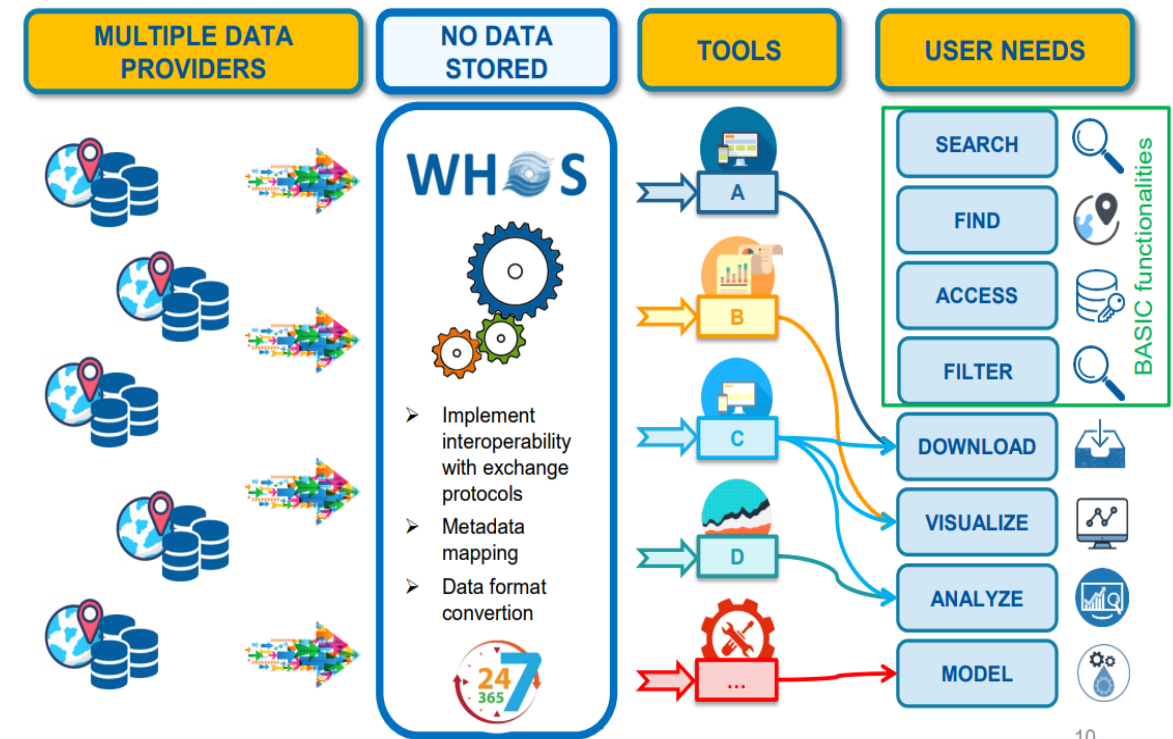 MULTIPLE DATA
PROVIDERS
NO DATA
STORED
TOOLS
USER NEEDS
WHOS
➢ Implement
interoperability
with exchange
protocols
➢ Metadata
mapping
➢ Data format
convertion
24
7
365
A
B
C
D
...
SEARCH
FIND
ACCESS
FILTER
BASIC functionalities
DOWNLOAD
VISUALIZE
ANALYZE
MODEL
10